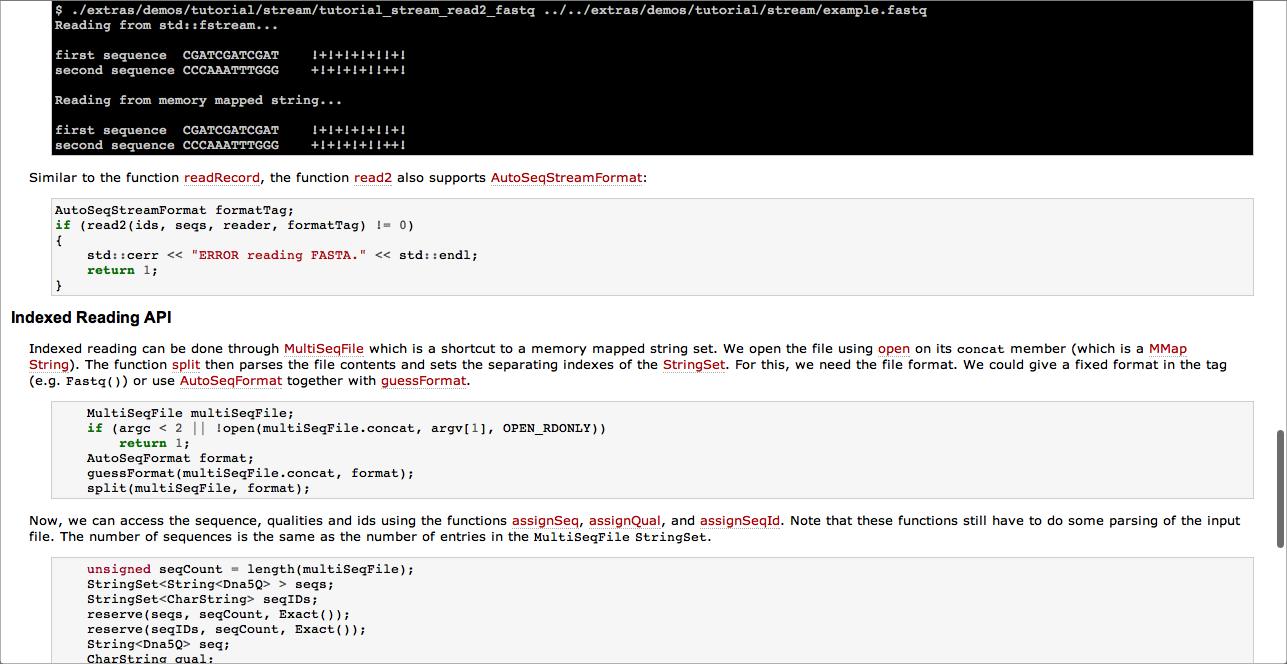 $ ./extras/demos/tutorial/stream/tutorial_stream_read2_fastq ../../extras/demos/tutorial/stream/example.fastq
Reading from std::fstream...
first sequence  CGATCGATCGAT    !+!+!+!+!!+!
second sequence CCCAAATTTGGG    +!+!+!+!!++!
Reading from memory mapped string...
first sequence  CGATCGATCGAT    !+!+!+!+!!+!
second sequence CCCAAATTTGGG    +!+!+!+!!++!
Similar to the function readRecord, the function read2 also supports AutoSeqStreamFormat:
AutoSeqStreamFormat formatTag;
if (read2(ids, seqs, reader, formatTag) != 0)
{
    std::cerr << "ERROR reading FASTA." << std::endl;
    return 1;
}
Indexed Reading API
Indexed reading can be done through MultiSeqFile which is a shortcut to a memory mapped string set. We open the file using open on its concat member (which is a MMap
String). The function split then parses the file contents and sets the separating indexes of the StringSet. For this, we need the file format. We could give a fixed format in the tag
(e.g. Fastq()) or use AutoSeqFormat together with guessFormat.
    MultiSeqFile multiSeqFile;
    if (argc < 2 || !open(multiSeqFile.concat, argv[1], OPEN_RDONLY))
        return 1;
    AutoSeqFormat format;
    guessFormat(multiSeqFile.concat, format);
    split(multiSeqFile, format);
Now, we can access the sequence, qualities and ids using the functions assignSeq, assignQual, and assignSeqId. Note that these functions still have to do some parsing of the input
file. The number of sequences is the same as the number of entries in the MultiSeqFile StringSet.
    unsigned seqCount = length(multiSeqFile);
    StringSet<String<Dna5Q> > seqs;
    StringSet<CharString> seqIDs;
    reserve(seqs, seqCount, Exact());
    reserve(seqIDs, seqCount, Exact());
    String<Dna5Q> seq;
    CharString qual;